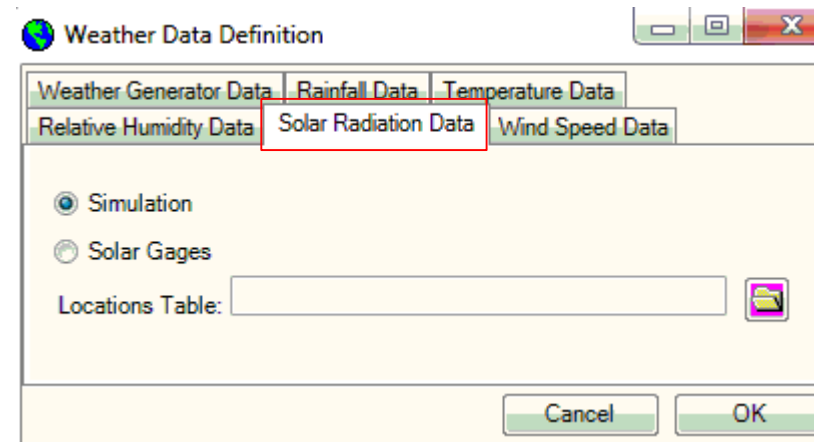 Weather Data Definition
Weather Generator Data Rainfall Data Temperature Data
Relative Humidity Data Solar Radiation Data Wind Speed Data
Simulation
Solar Gages
Locations Table:
Cancel OK